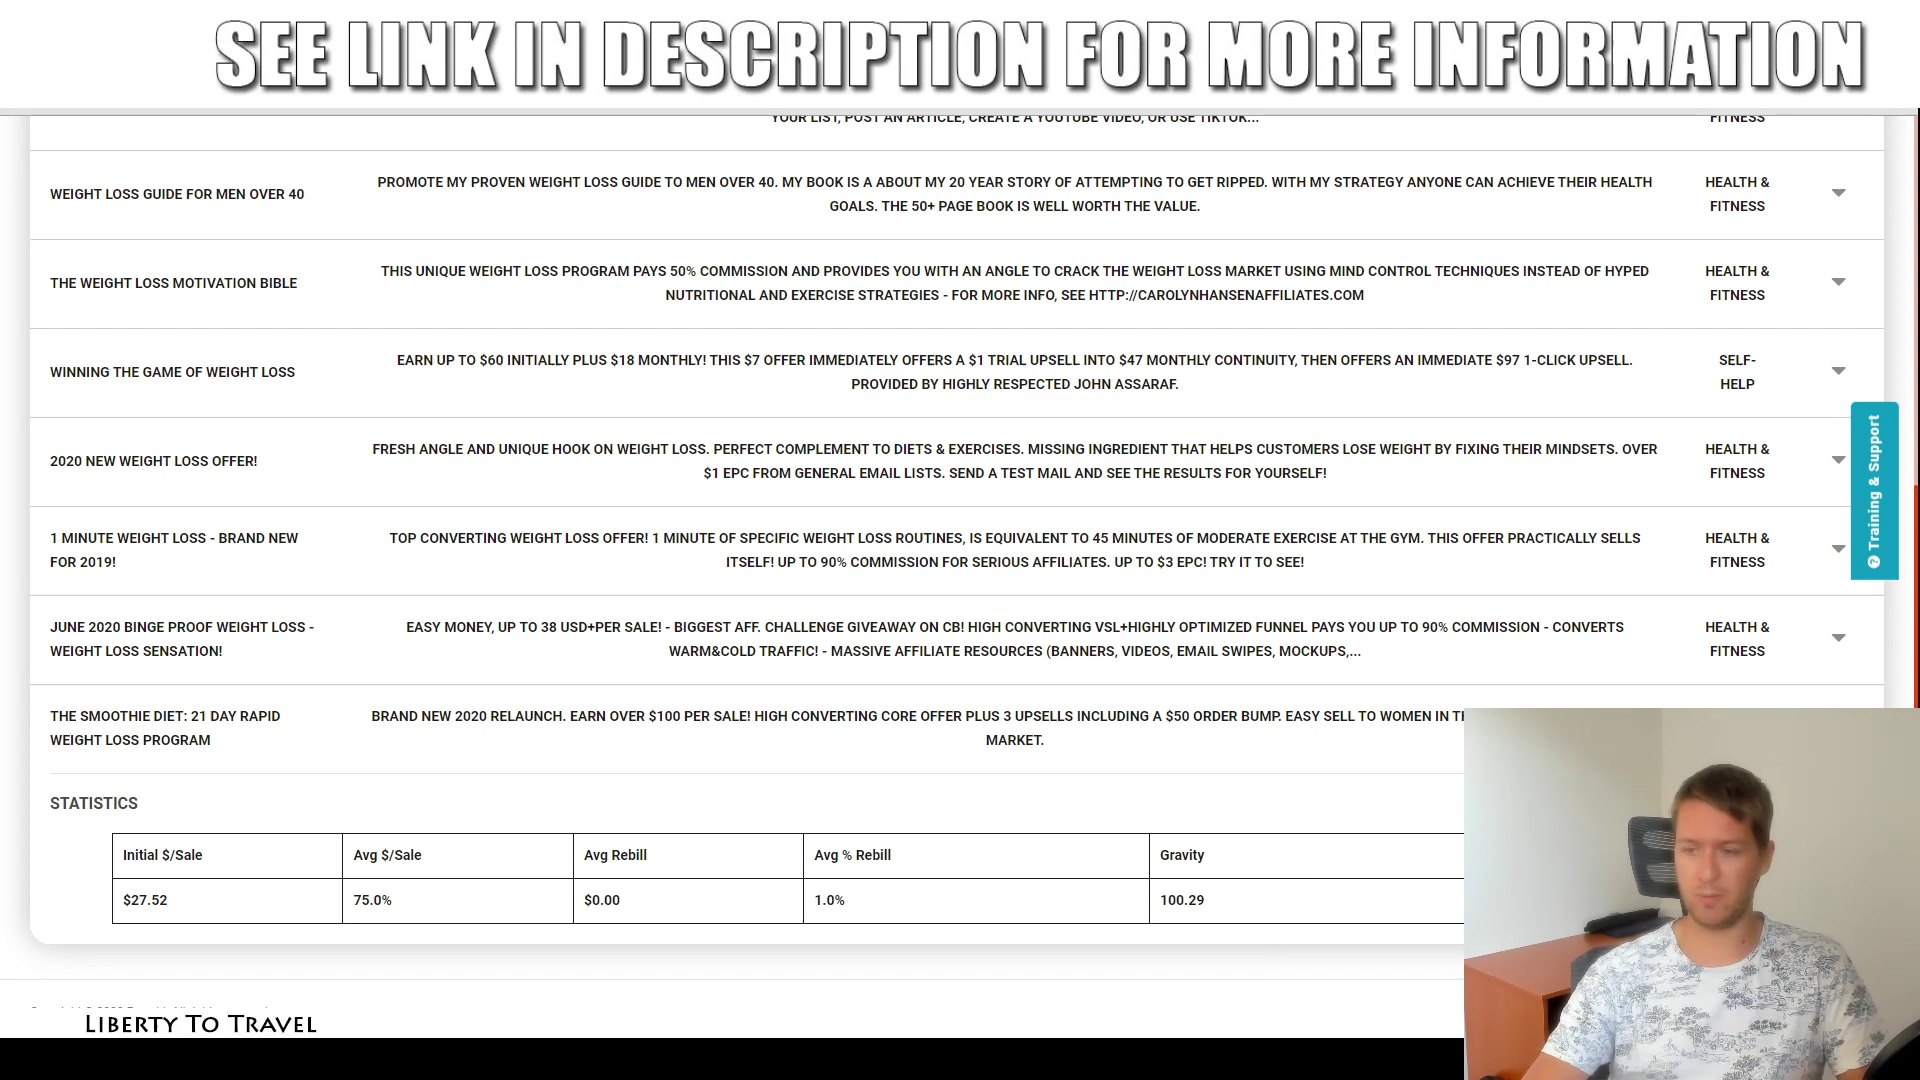 SEE LINK IN DESCRIPTION FOR MORE INFORMATION
YOUR LIST, POST AN ARTICLE, CREATE A YOUTUBE VIDEO, OR USE TIKTOK...
FITNESS
WEIGHT LOSS GUIDE FOR MEN OVER 40
PROMOTE MY PROVEN WEIGHT LOSS GUIDE TO MEN OVER 40. MY BOOK IS A ABOUT MY 20 YEAR STORY OF ATTEMPTING TO GET RIPPED. WITH MY STRATEGY ANYONE CAN ACHIEVE THEIR HEALTH
GOALS. THE 50+ PAGE BOOK IS WELL WORTH THE VALUE.
HEALTH &
FITNESS
THE WEIGHT LOSS MOTIVATION BIBLE
THIS UNIQUE WEIGHT LOSS PROGRAM PAYS 50% COMMISSION AND PROVIDES YOU WITH AN ANGLE TO CRACK THE WEIGHT LOSS MARKET USING MIND CONTROL TECHNIQUES INSTEAD OF HYPED
NUTRITIONAL AND EXERCISE STRATEGIES - FOR MORE INFO, SEE HTTP://CAROLYNHANSENAFFILIATES.COM
HEALTH &
FITNESS
WINNING THE GAME OF WEIGHT LOSS
EARN UP TO $60 INITIALLY PLUS $18 MONTHLY! THIS $7 OFFER IMMEDIATELY OFFERS A $1 TRIAL UPSELL INTO $47 MONTHLY CONTINUITY, THEN OFFERS AN IMMEDIATE $97 1-CLICK UPSELL.
PROVIDED BY HIGHLY RESPECTED JOHN ASSARAF.
SELF-
HELP
2020 NEW WEIGHT LOSS OFFER!
FRESH ANGLE AND UNIQUE HOOK ON WEIGHT LOSS. PERFECT COMPLEMENT TO DIETS & EXERCISES. MISSING INGREDIENT THAT HELPS CUSTOMERS LOSE WEIGHT BY FIXING THEIR MINDSETS. OVER
$1 EPC FROM GENERAL EMAIL LISTS. SEND A TEST MAIL AND SEE THE RESULTS FOR YOURSELF!
HEALTH &
FITNESS
Training & Support
1 MINUTE WEIGHT LOSS - BRAND NEW
FOR 2019!
TOP CONVERTING WEIGHT LOSS OFFER! 1 MINUTE OF SPECIFIC WEIGHT LOSS ROUTINES, IS EQUIVALENT TO 45 MINUTES OF MODERATE EXERCISE AT THE GYM. THIS OFFER PRACTICALLY SELLS
ITSELF! UP TO 90% COMMISSION FOR SERIOUS AFFILIATES. UP TO $3 EPC! TRY IT TO SEE!
HEALTH &
FITNESS
JUNE 2020 BINGE PROOF WEIGHT LOSS -
WEIGHT LOSS SENSATION!
EASY MONEY, UP TO 38 USD+PER SALE! - BIGGEST AFF. CHALLENGE GIVEAWAY ON CB! HIGH CONVERTING VSL+HIGHLY OPTIMIZED FUNNEL PAYS YOU UP TO 90% COMMISSION - CONVERTS
WARM&COLD TRAFFIC! - MASSIVE AFFILIATE RESOURCES (BANNERS, VIDEOS, EMAIL SWIPES, MOCKUPS,...
HEALTH &
FITNESS
THE SMOOTHIE DIET: 21 DAY RAPID
WEIGHT LOSS PROGRAM
BRAND NEW 2020 RELAUNCH. EARN OVER $100 PER SALE! HIGH CONVERTING CORE OFFER PLUS 3 UPSELLS INCLUDING A $50 ORDER BUMP. EASY SELL TO WOMEN IN
MARKET.
STATISTICS
Initial $/Sale Avg $/Sale Avg Rebill Avg % Rebill Gravity
$27.52 75.0% $0.00 1.0% 100.29
LIBERTY TO TRAVEL